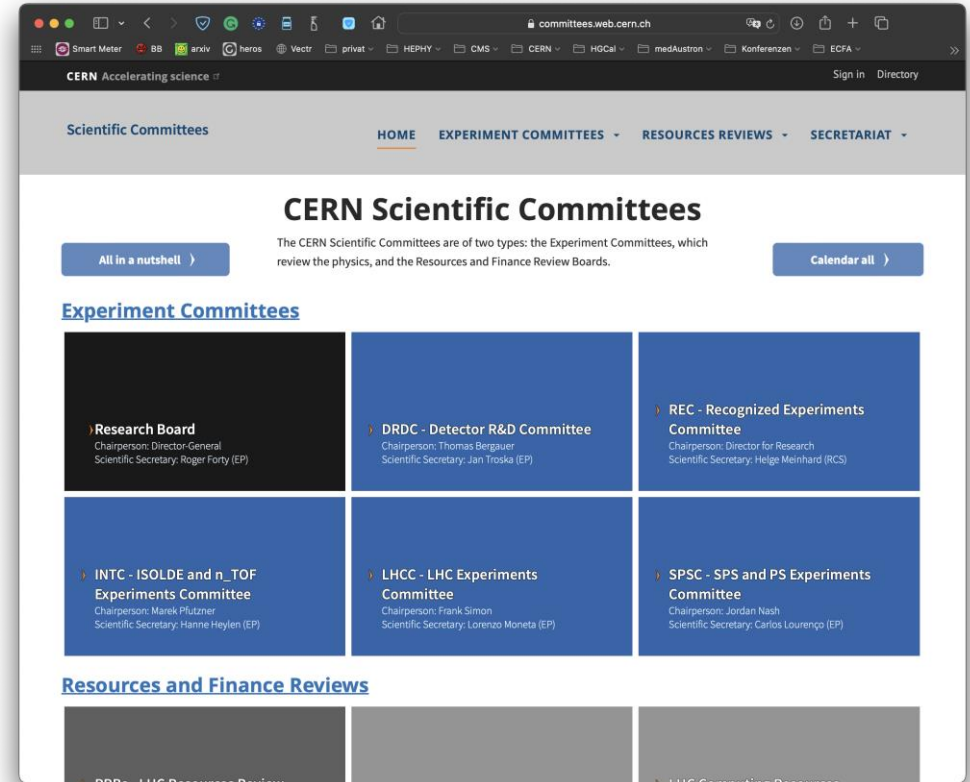 committees.web.cern.ch
Smart Meter BB arxiv heros Vectr privat HEPHY CMS CERN HGCal medAustron Konferenzen ECFA
CERN Accelerating science
Sign in Directory
Scientific Committees
HOME EXPERIMENT COMMITTEES RESOURCES REVIEWS SECRETARIAT
CERN Scientific Committees
All in a nutshell
The CERN Scientific Committees are of two types: the Experiment Committees, which
review the physics, and the Resources and Finance Review Boards.
Calendar all
Experiment Committees
Research Board
Chairperson: Director-General
Scientific Secretary: Roger Forty (EP)
DRDC - Detector R&D Committee
Chairperson: Thomas Bergauer
Scientific Secretary: Jan Troska (EP)
REC - Recognized Experiments
Committee
Chairperson: Director for Research
Scientific Secretary: Helge Meinhard (RCS)
INTC - ISOLDE and n_TOF
Experiments Committee
Chairperson: Marek Pfutzner
Scientific Secretary: Hanne Heylen (EP)
LHCC - LHC Experiments
Committee
Chairperson: Frank Simon
Scientific Secretary: Lorenzo Moneta (EP)
SPSC - SPS and PS Experiments
Committee
Chairperson: Jordan Nash
Scientific Secretary: Carlos Lourenço (EP)
Resources and Finance Reviews
LHC Resources Review
LHC Computing Resources